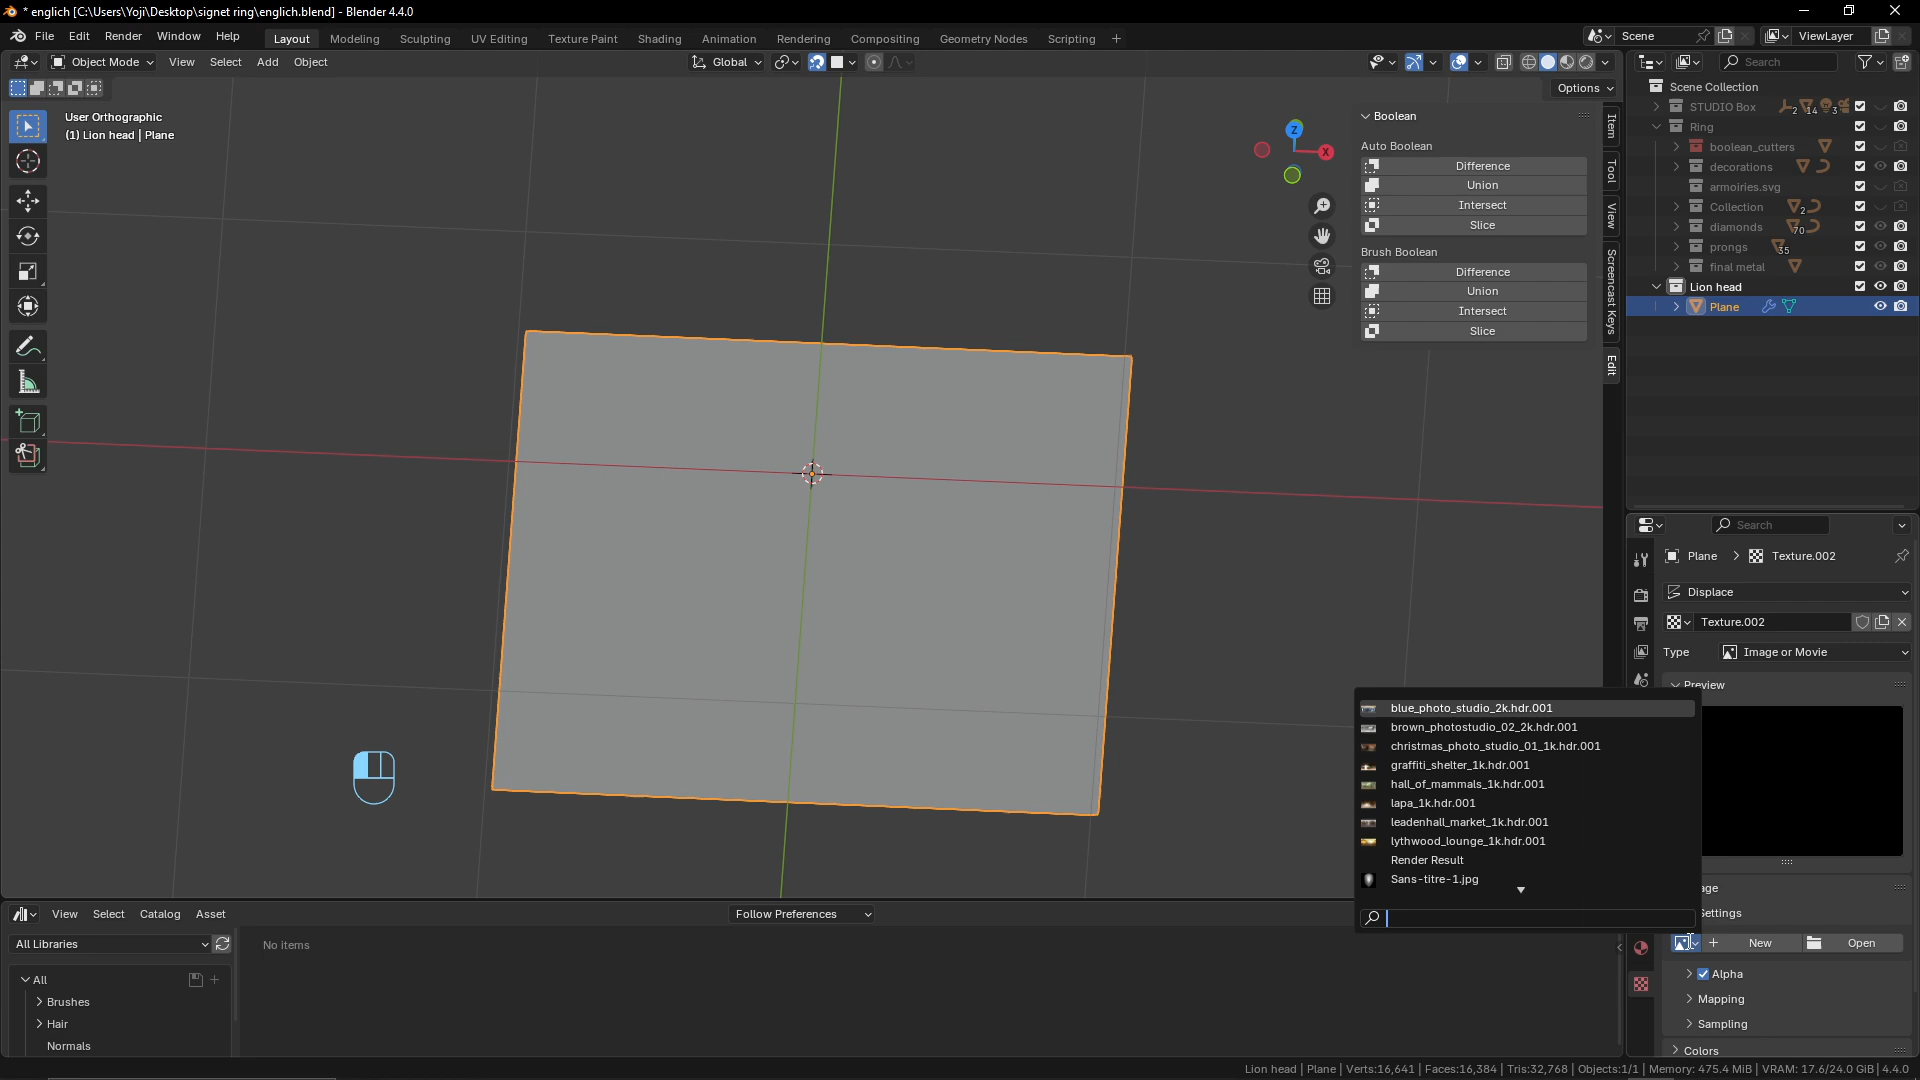 * englich [C:\Users\Yoji\Desktop\signet ring\englich.blend] - Blender 4.4.0
File Edit Render Window Help
Layout Modeling Sculpting UV Editing Texture Paint Shading Animation Rendering Compositing Geometry Nodes Scripting +
Scene
ViewLayer
Object Mode View Select Add Object
Global
Search
Options
User Orthographic
(1) Lion head | Plane
Z
X
Boolean
Auto Boolean
Difference
Union
Intersect
Slice
Brush Boolean
Difference
Union
Intersect
Slice
Item
Tool
View
Screencast Keys
Edit
Scene Collection
STUDIO Box 2 14 3
Ring
boolean_cutters
decorations
armoiries.svg
Collection 2
diamonds 70
prongs 35
final metal
Lion head
Plane
Search
Plane > Texture.002
Displace
Texture.002
Type Image or Movie
Preview
blue_photo_studio_2k.hdr.001
brown_photostudio_02_2k.hdr.001
christmas_photo_studio_01_1k.hdr.001
graffiti_shelter_1k.hdr.001
hall_of_mammals_1k.hdr.001
lapa_1k.hdr.001
leadenhall_market_1k.hdr.001
lythwood_lounge_1k.hdr.001
Render Result
Sans-titre-1.jpg
age
Settings
New Open
Alpha
Mapping
Sampling
Colors
View Select Catalog Asset
Follow Preferences
All Libraries
No items
All
Brushes
Hair
Normals
Lion head | Plane | Verts:16,641 | Faces:16,384 | Tris:32,768 | Objects:1/1 | Memory: 475.4 MiB | VRAM: 17.6/24.0 GiB | 4.4.0